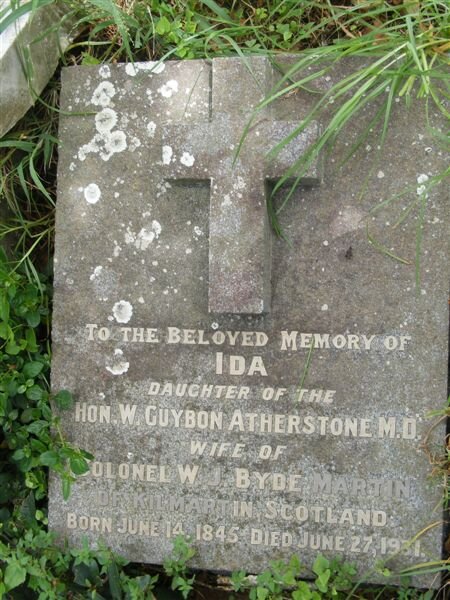 To the Beloved Memory of
IDA
DAUGHTER OF THE
HON. W. GUYBON ATHERSTONE M.D.
WIFE OF
COLONEL W. J. BYDE MARTIN
OF KILMARTIN, SCOTLAND.
BORN JUNE 14, 1845. DIED JUNE 27, 1931.